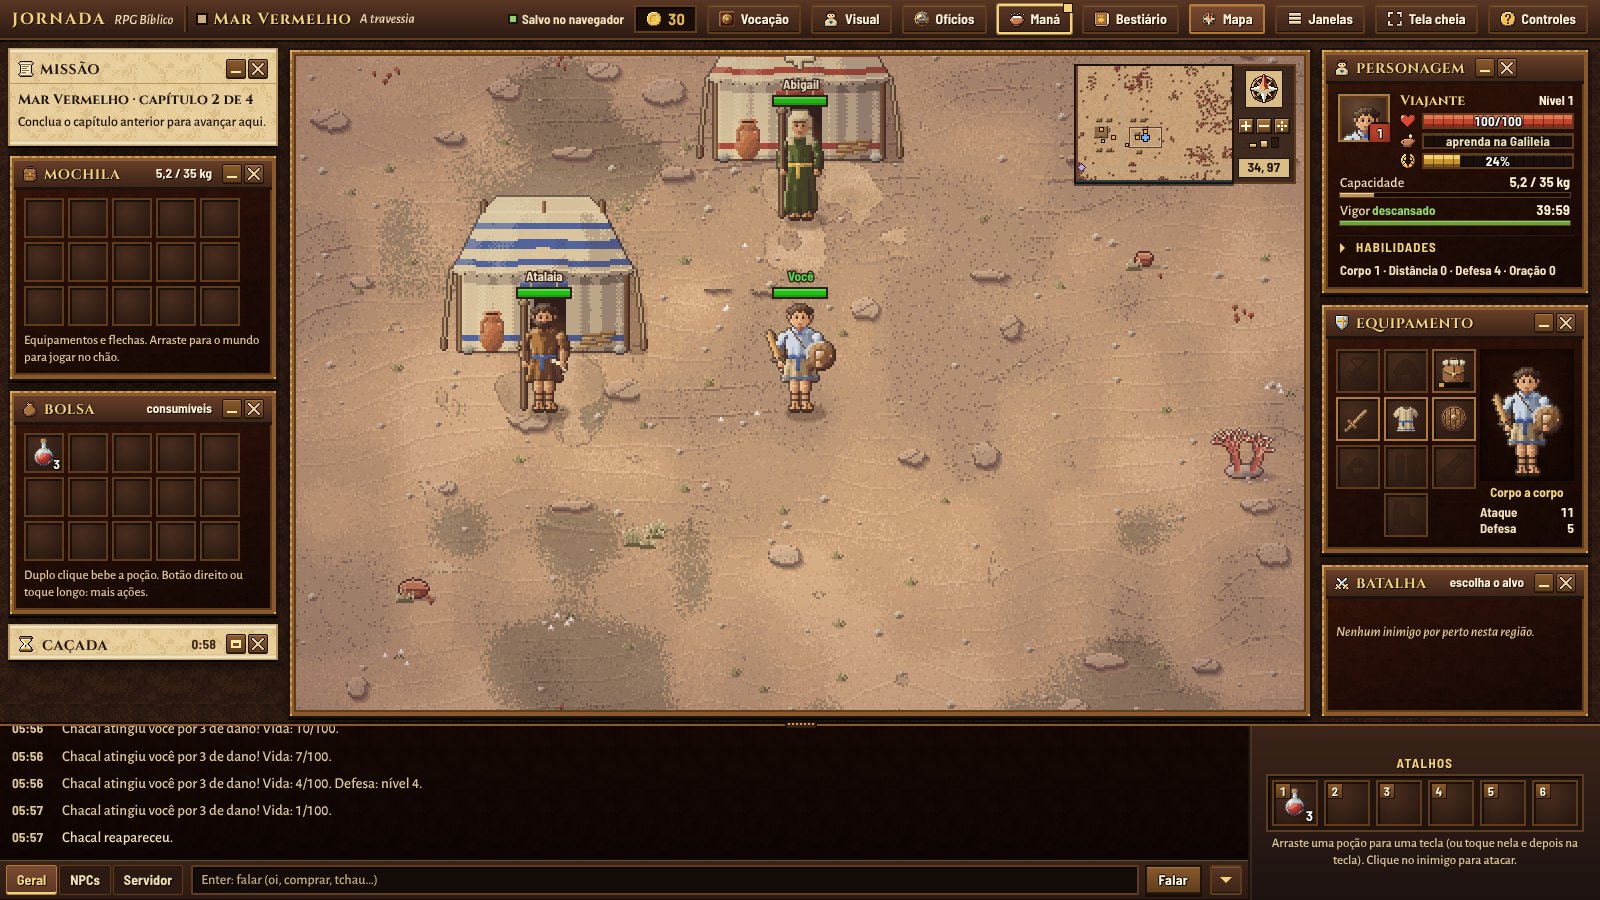 JORNADA RPG Bíblico MAR VERMELHO A travessia Salvo no navegador 30 Vocação Visual Ofícios Maná Bestiário Mapa Janelas Tela cheia ? Controles
MISSÃO
MAR VERMELHO · CAPÍTULO 2 DE 4
Conclua o capítulo anterior para avançar aqui.
MOCHILA 5,2 / 35 kg
Equipamentos e flechas. Arraste para o mundo
para jogar no chão.
BOLSA consumíveis
3
Duplo clique bebe a poção. Botão direito ou
toque longo: mais ações.
CAÇADA 0:58
Abigail
Atalaia
Você
34, 97
PERSONAGEM
VIAJANTE Nível 1
1
100/100
aprenda na Galileia
24%
Capacidade 5,2 / 35 kg
Vigor descansado 39:59
HABILIDADES
Corpo 1 · Distância 0 · Defesa 4 · Oração 0
EQUIPAMENTO
Corpo a corpo
Ataque 11
Defesa 5
BATALHA escolha o alvo
Nenhum inimigo por perto nesta região.
05:56 Chacal atingiu você por 3 de dano! Vida: 10/100.
05:56 Chacal atingiu você por 3 de dano! Vida: 7/100.
05:56 Chacal atingiu você por 3 de dano! Vida: 4/100. Defesa: nível 4.
05:57 Chacal atingiu você por 3 de dano! Vida: 1/100.
05:57 Chacal reapareceu.
Geral NPCs Servidor Enter: falar (oi, comprar, tchau…) Falar
ATALHOS
1 3 2 3 4 5 6
Arraste uma poção para uma tecla (ou toque nela e depois na
tecla). Clique no inimigo para atacar.